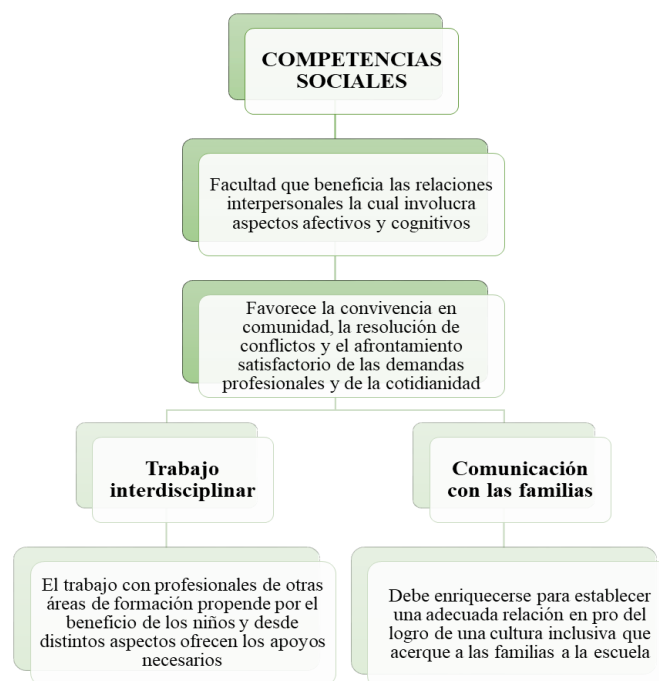 COMPETENCIAS
SOCIALES
Facultad que beneficia las relaciones
interpersonales la cual involucra
aspectos afectivos y cognitivos
Favorece la convivencia en
comunidad, la resolución de
conflictos y el afrontamiento
satisfactorio de las demandas
profesionales y de la cotidianidad
Trabajo
interdisciplinar
El trabajo con profesionales de otras
áreas de formación propende por el
beneficio de los niños y desde
distintos aspectos ofrecen los apoyos
necesarios
Comunicación
con las familias
Debe enriquecerse para establecer
una adecuada relación en pro del
logro de una cultura inclusiva que
acerque a las familias a la escuela